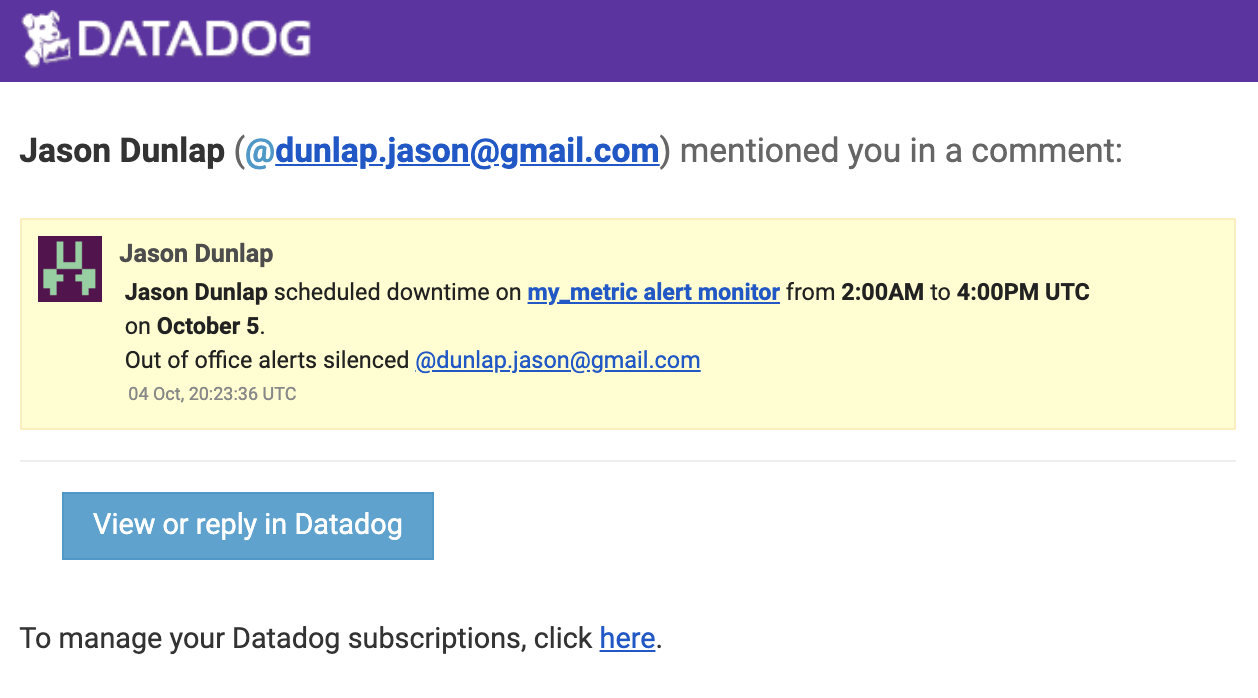 DATADOG
Jason Dunlap (@dunlap.jason@gmail.com) mentioned you in a comment:
Jason Dunlap
Jason Dunlap scheduled downtime on my_metric alert monitor from 2:00AM to 4:00PM UTC
on October 5.
Out of office alerts silenced @dunlap.jason@gmail.com
04 Oct, 20:23:36 UTC
View or reply in Datadog
To manage your Datadog subscriptions, click here.